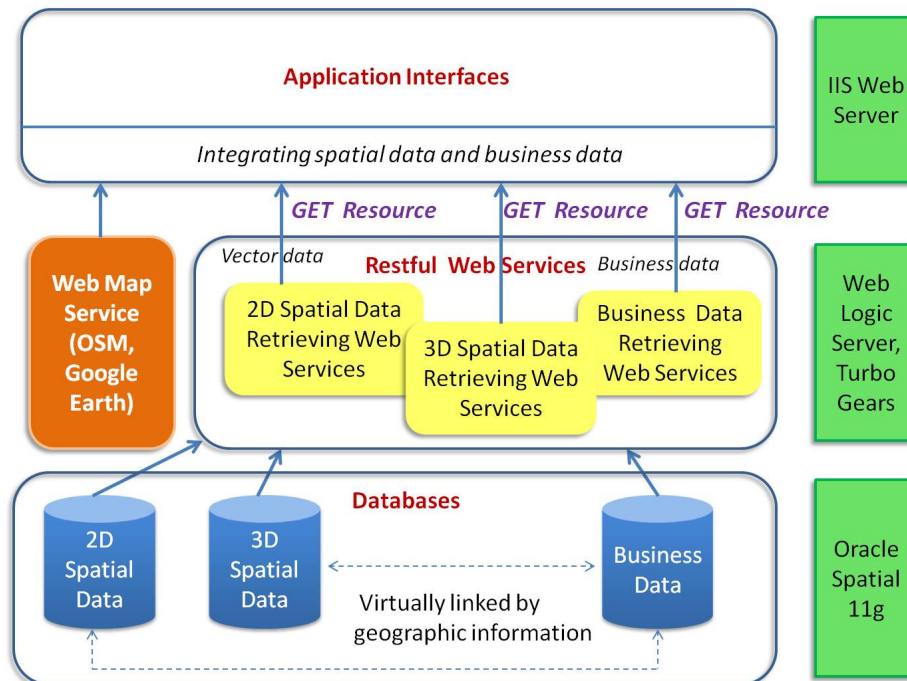 Application Interfaces
IIS Web
Server
Integrating spatial data and business data
GET Resource
GET Resource
GET Resource
Web Map
Service
(OSM,
Google
Earth)
Vector data
Restful Web Services
Business data
2D Spatial Data
Retrieving Web
Services
3D Spatial Data
Retrieving Web
Services
Business Data
Retrieving
Web Services
Web
Logic
Server,
Turbo
Gears
Databases
2D
Spatial
Data
3D
Spatial
Data
Business
Data
Virtually linked by
geographic information
Oracle
Spatial
11g